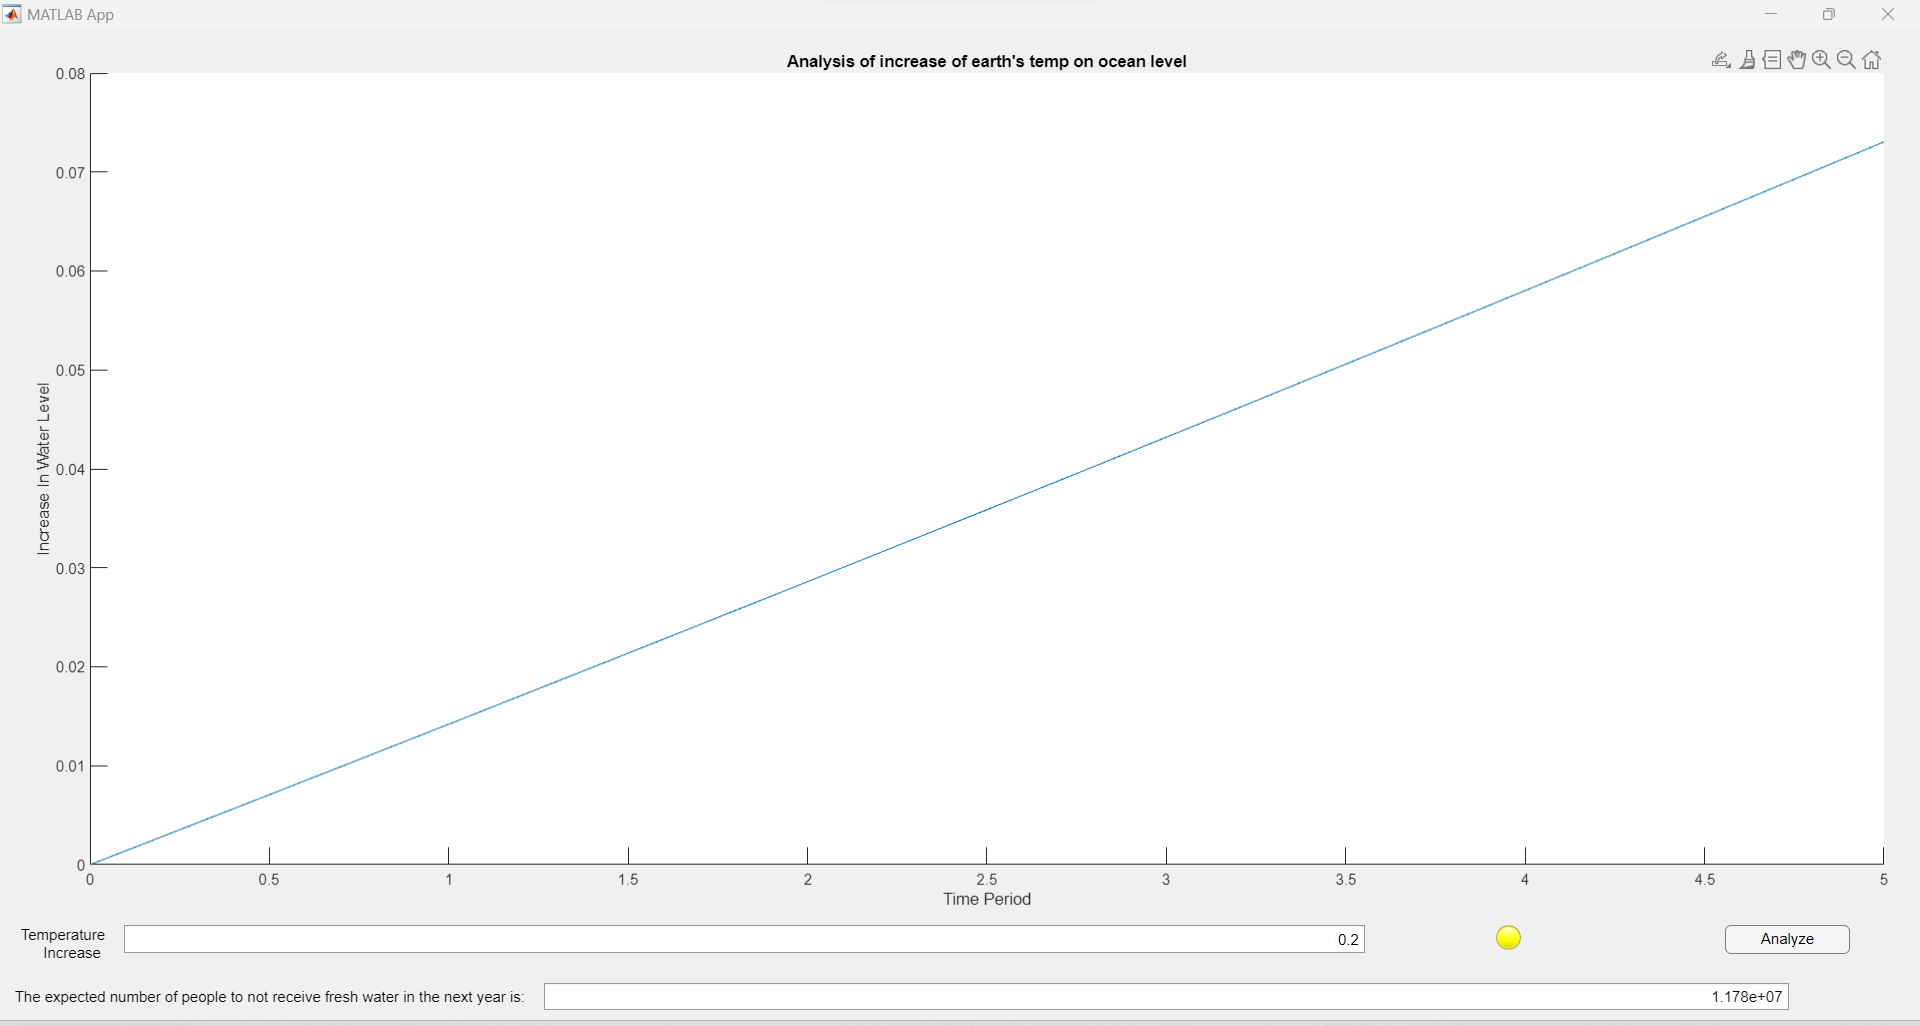 MATLAB App
Analysis of increase of earth's temp on ocean level
0.08
0.07
0.06
0.05
0.04
0.03
0.02
0.01
0
Increase In Water Level
0 0.5 1 1.5 2 2.5 3 3.5 4 4.5 5
Time Period
Temperature
Increase
0.2
Analyze
The expected number of people to not receive fresh water in the next year is: 1.178e+07